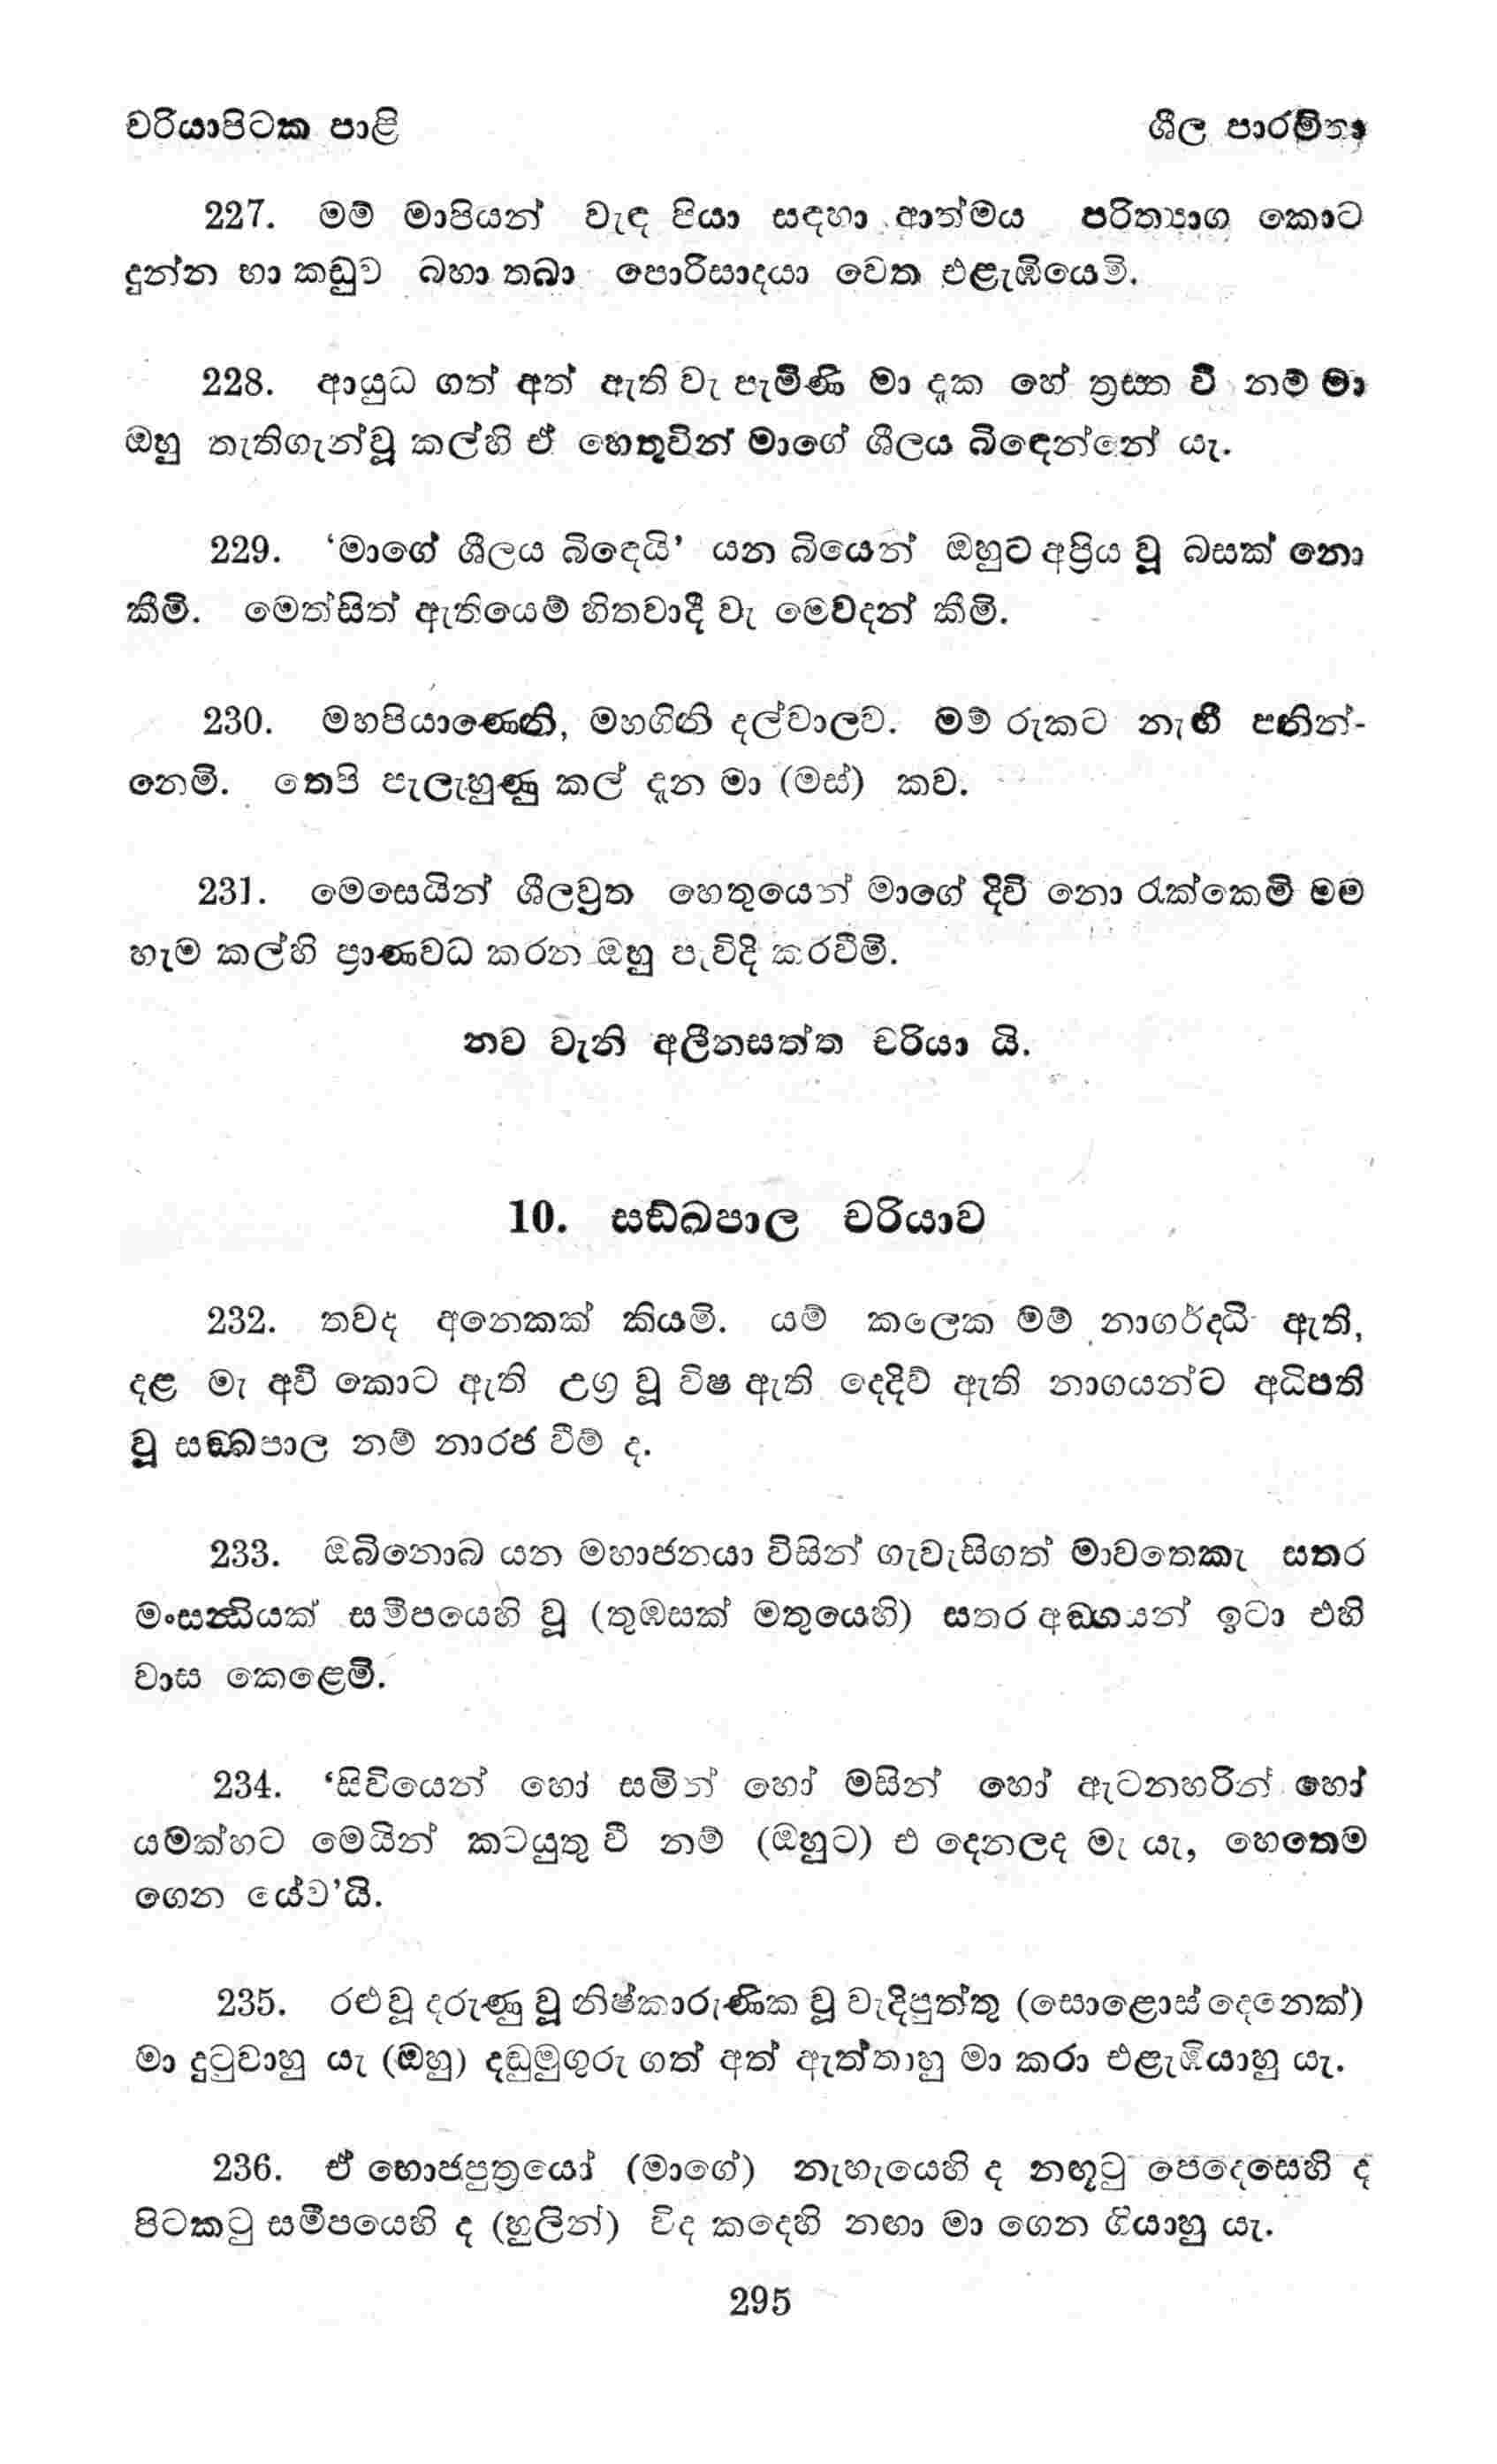 චරියාපිටක පාළි ශීල පාරමිතා
227. මම් මාපියන් වැඳ පියා සඳහා ආත්මය පරිත්‍යාග කොට
දුන්න හා කඩුව බහා තබා පොරිසාදයා වෙත එළැඹියෙමි.
228. ආයුධ ගත් අත් ඇති වැ පැමිණි මා දැක හේ ත්‍රස්ත වී නම් මා
ඔහු තැතිගැන්වූ කල්හි ඒ හෙතුවින් මාගේ ශීලය බිඳෙන්නේ යැ.
229. ‘මාගේ ශීලය බිඳෙයි’ යන බියෙන් ඔහුට අප්‍රිය වූ බසක් නො
කීමි. මෙත්සිත් ඇතියෙම් හිතවාදී වැ මෙවදන් කීමි.
230. මහපියාණෙනි, මහගිනි දල්වාලව. මම් රුකට නැඟී පනින්-
නෙමි. තෙපි පැලැහුණු කල් දැන මා (මස්) කව.
231. මෙසෙයින් ශීලවූත හෙතුයෙන් මාගේ දිවි නො රැක්කෙමි මම
හැම කල්හි ප්‍රාණවධ කරන ඔහු පැවිදි කරවීමි.
නව වැනි අලීනසත්ත චරියා යි.
10. සඞ්ඛපාල චරියාව
232. තවද අනෙකක් කියමි. යම් කලෙක මම් නාගර්ද්ධි ඇති,
දළ මැ අවි කොට ඇති උග්‍ර වූ විෂ ඇති දෙදිව් ඇති නාගයන්ට අධිපති
වූ සඞ්ඛපාල නම් නාරජ වීම් ද.
233. ඔබිනොබ යන මහාජනයා විසින් ගැවැසිගත් මාවතෙකැ සතර
මංසන්ධියක් සමීපයෙහි වූ (තුඹසක් මතුයෙහි) සතර අඞ්ගයන් ඉටා එහි
වාස කෙළෙමි.
234. ‘සිවියෙන් හෝ සමින් හෝ මසින් හෝ ඇටනහරින් හෝ
යමක්හට මෙයින් කටයුතු වී නම් (ඔහුට) එ දෙනලද මැ යැ, හෙතෙම
ගෙන යේව’යි.
235. රළු වූ දරුණු වූ නිෂ්කාරුණික වූ වැදිපුත්තු (සොළොස් දෙනෙක්)
මා දුටුවාහු යැ (ඔහු) දඬුමුගුරු ගත් අත් ඇත්තාහු මා කරා එළැඹියාහු යැ.
236. ඒ භොජපුත්‍රයෝ (මාගේ) නැහැයෙහි ද නඟුටු පෙදෙසෙහි ද
පිටකටු සමීපයෙහි ද (හුලින්) විද කදෙහි නඟා මා ගෙන ගියාහු යැ.
295